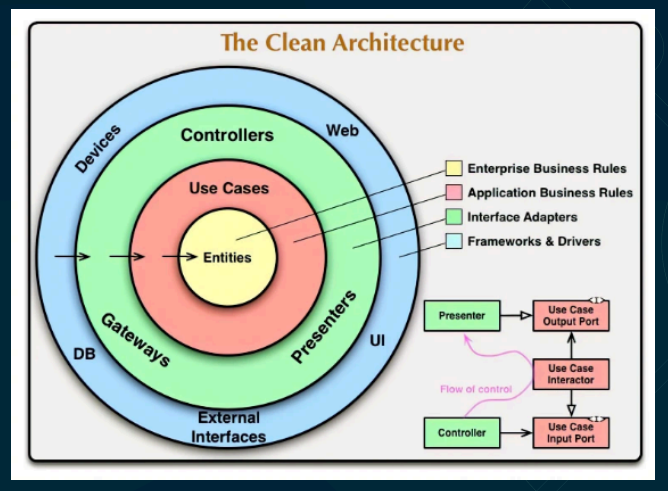 The Clean Architecture
Devices
Web
Controllers
Use Cases
Entities
Gateways
Presenters
DB
UI
External
Interfaces
Enterprise Business Rules
Application Business Rules
Interface Adapters
Frameworks & Drivers
Presenter
Use Case
Output Port
Flow of control
Use Case
Interactor
Controller
Use Case
Input Port